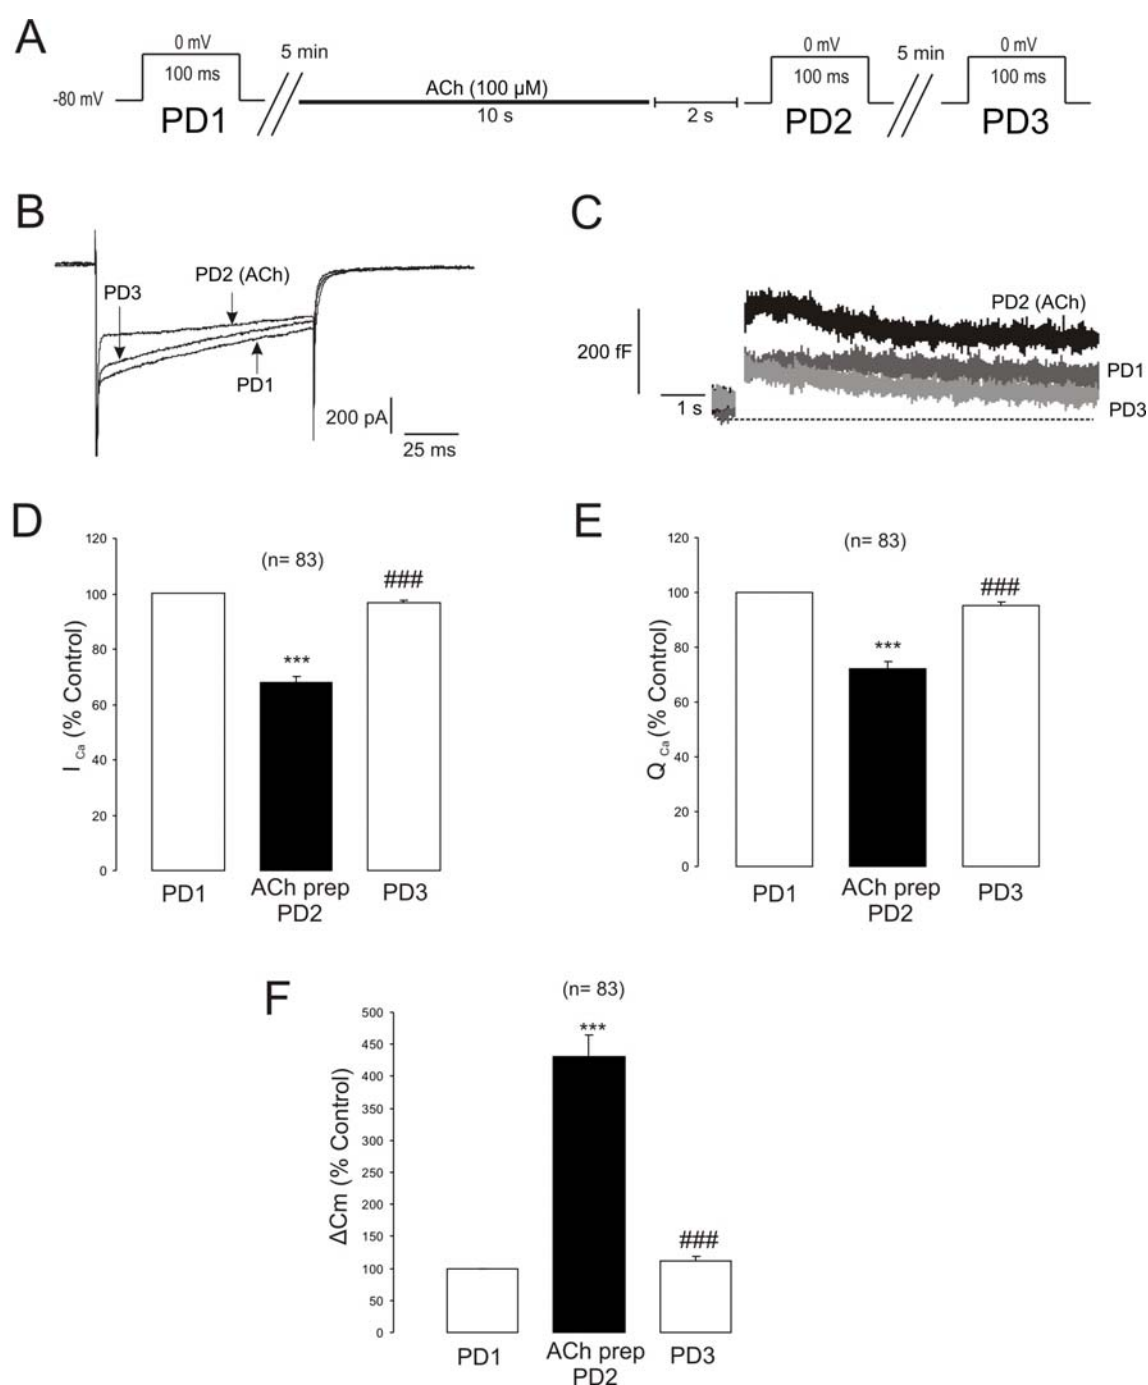 A
0 mV
100 ms
-80 mV
PD1
5 min
ACh (100 µM)
10 s
2 s
0 mV
100 ms
PD2
5 min
0 mV
100 ms
PD3
B
PD3
PD2 (ACh)
PD1
200 pA
25 ms
C
200 fF
1 s
PD2 (ACh)
PD1
PD3
D
(n= 83)
I Ca (% Control)
120
100
80
60
40
20
0
***
###
PD1
ACh prep
PD2
PD3
E
(n= 83)
Q Ca (% Control)
120
100
80
60
40
20
0
***
###
PD1
ACh prep
PD2
PD3
F
(n= 83)
ΔCm (% Control)
500
450
400
350
300
250
200
150
100
50
0
***
###
PD1
ACh prep
PD2
PD3